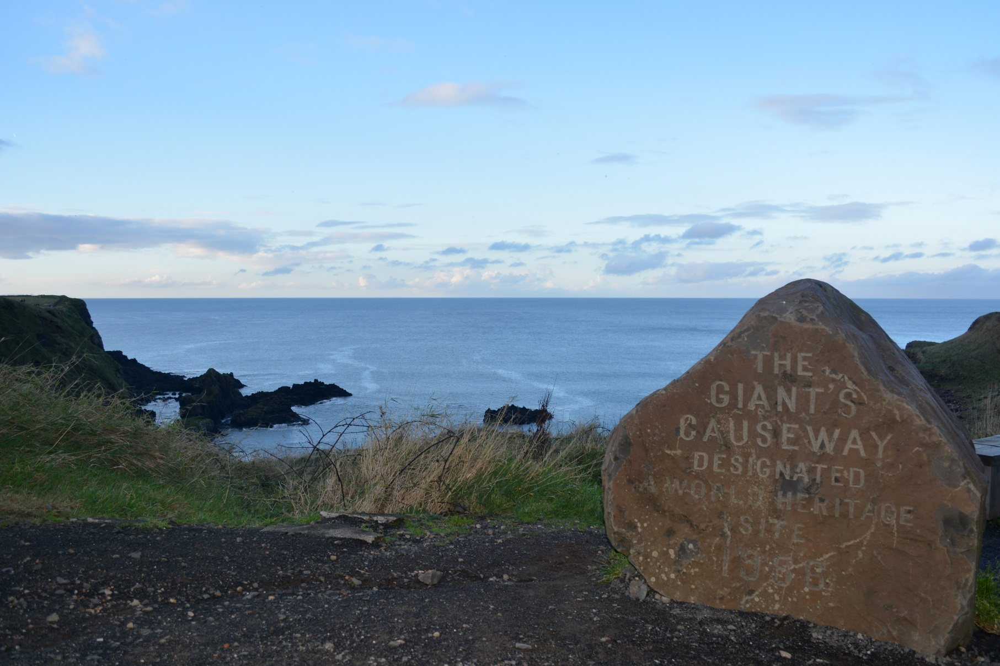 THE
GIANT'S
CAUSEWAY
DESIGNATED
A WORLD HERITAGE
SITE
1986